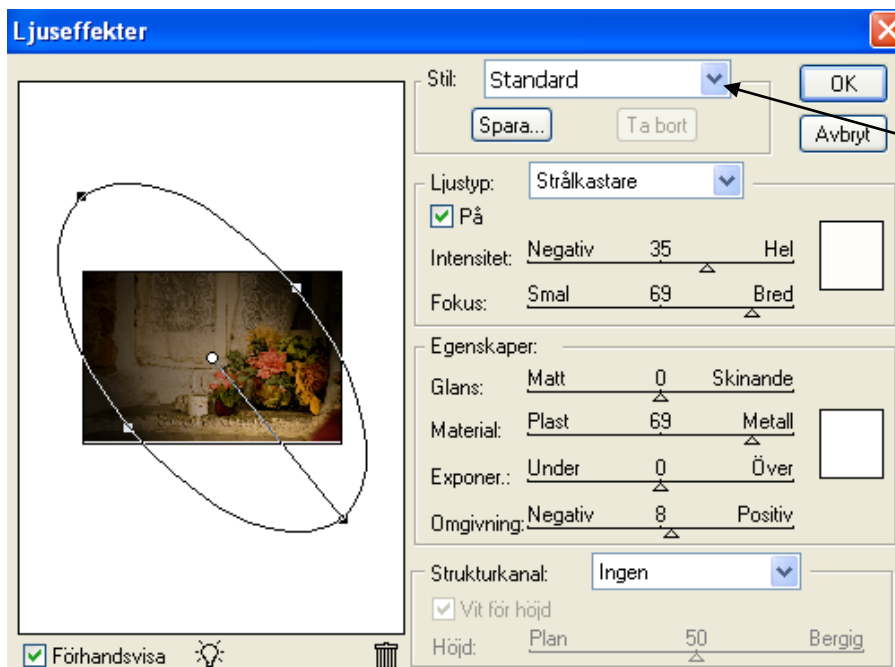 Ljuseffekter
Stil: Standard
OK
Spara... Ta bort
Avbryt
Ljustyp: Strålkastare
På
Intensitet: Negativ 35 Hel
Fokus: Smal 69 Bred
Egenskaper:
Glans: Matt 0 Skinande
Material: Plast 69 Metall
Exponer.: Under 0 Över
Omgivning: Negativ 8 Positiv
Strukturkanal: Ingen
Vit för höjd
Höjd: Plan 50 Bergig
Förhandsvisa